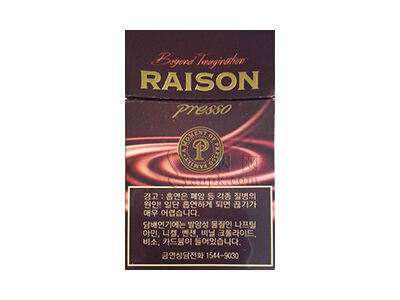 Beyond Imagination
RAISON
presso
A MOMENT OF PRESSO FAMILY
P
경고 : 흡연은 폐암 등 각종 질병의
원인! 일단 흡연하게 되면 끊기가
매우 어렵습니다.
담배연기에는 발암성 물질인 나프틸
아민, 니켈, 벤젠, 비닐 크롤라이드,
비소, 카드뮴이 들어있습니다.
금연상담전화 1544-9030